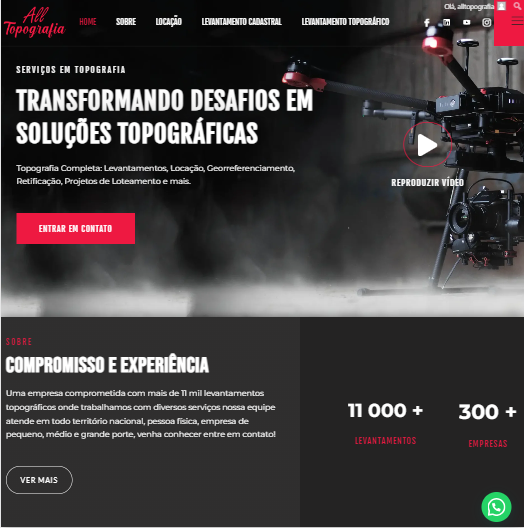 All
Topografia
HOME
SOBRE
LOCAÇÃO
LEVANTAMENTO CADASTRAL
LEVANTAMENTO TOPOGRÁFICO
Olá, alltopografia
SERVIÇOS EM TOPOGRAFIA
TRANSFORMANDO DESAFIOS EM
SOLUÇÕES TOPOGRÁFICAS
Topografia Completa: Levantamentos, Locação, Georreferenciamento,
Retificação, Projetos de Loteamento e mais.
REPRODUZIR VÍDEO
ENTRAR EM CONTATO
SOBRE
COMPROMISSO E EXPERIÊNCIA
Uma empresa comprometida com mais de 11 mil levantamentos
topográficos onde trabalhamos com diversos serviços nossa equipe
atende em todo território nacional, pessoa física, empresa de
pequeno, médio e grande porte, venha conhecer entre em contato!
VER MAIS
11 000 +
LEVANTAMENTOS
300 +
EMPRESAS